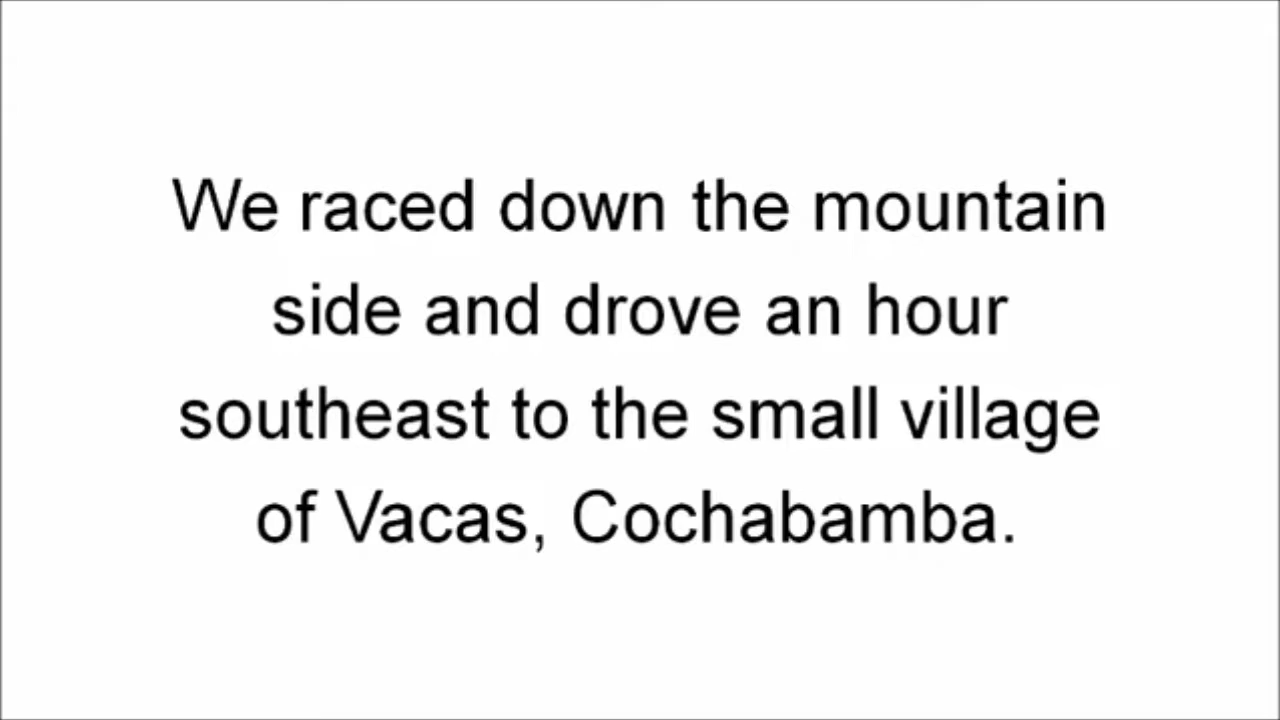 We raced down the mountain
side and drove an hour
southeast to the small village
of Vacas, Cochabamba.